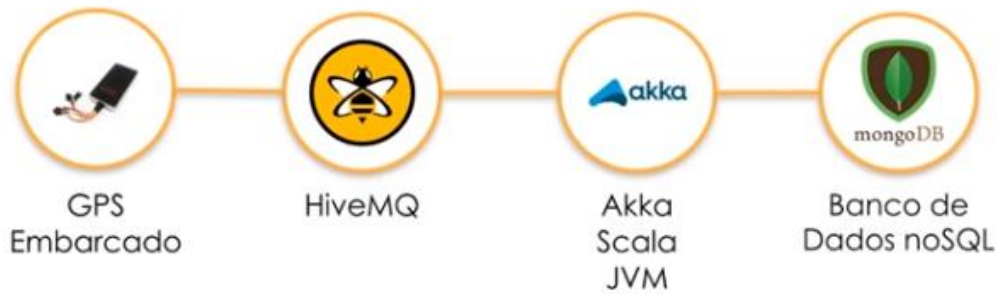 akka
mongoDB
GPS
Embarcado
HiveMQ
Akka
Scala
JVM
Banco de
Dados noSQL